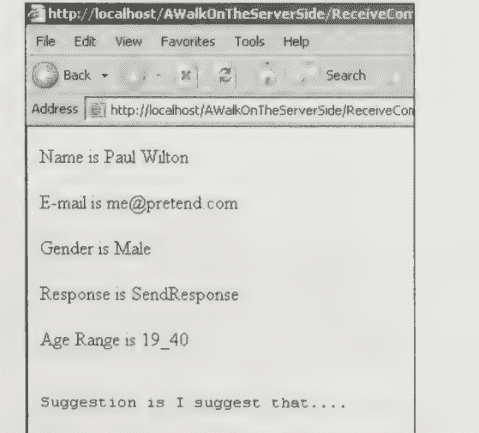 http://localhost/AWalkOnTheServerSide/ReceiveCom
File Edit View Favorites Tools Help
Back Search
Address http://localhost/AWalkOnTheServerSide/ReceiveCom
Name is Paul Wilton
E-mail is me@pretend.com
Gender is Male
Response is SendResponse
Age Range is 19_40
Suggestion is I suggest that....